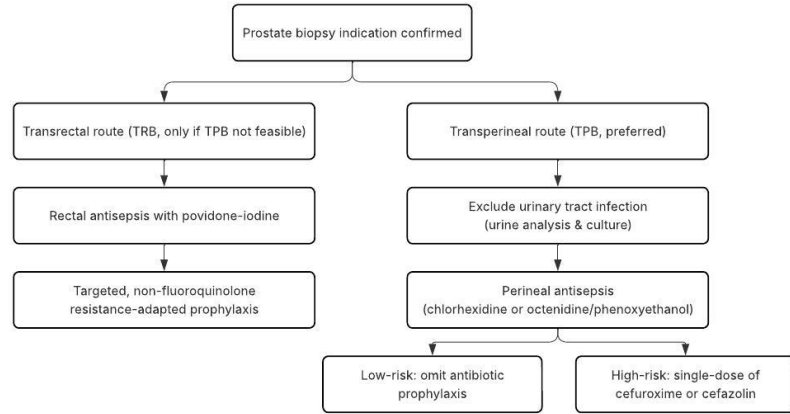 Prostate biopsy indication confirmed
Transrectal route (TRB, only if TPB not feasible)
Transperineal route (TPB, preferred)
Rectal antisepsis with povidone-iodine
Exclude urinary tract infection
(urine analysis & culture)
Targeted, non-fluoroquinolone
resistance-adapted prophylaxis
Perineal antisepsis
(chlorhexidine or octenidine/phenoxyethanol)
Low-risk: omit antibiotic
prophylaxis
High-risk: single-dose of
cefuroxime or cefazolin